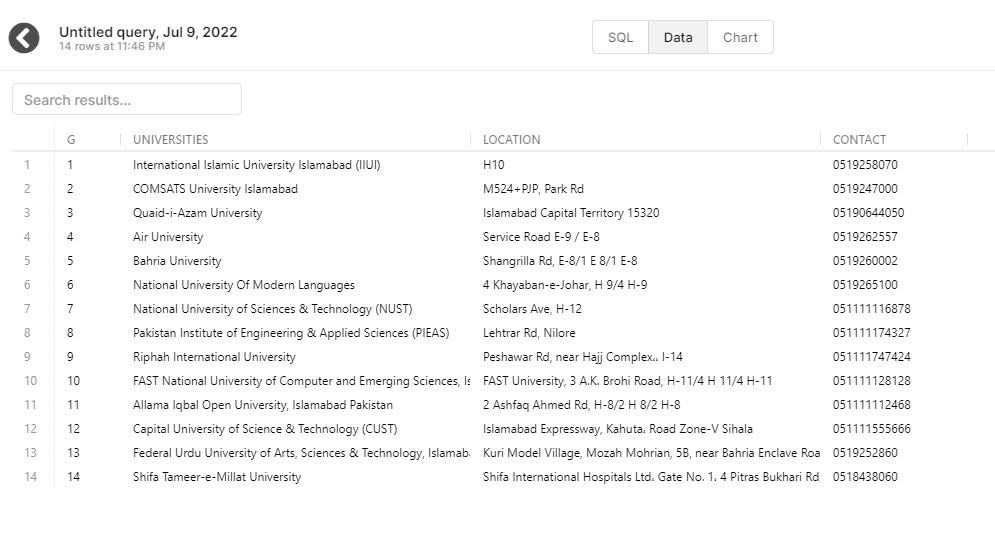 Untitled query, Jul 9, 2022
14 rows at 11:46 PM
SQL Data Chart
Search results...
G UNIVERSITIES LOCATION CONTACT
1 1 International Islamic University Islamabad (IIUI) H10 0519258070
2 2 COMSATS University Islamabad M524+PJP, Park Rd 0519247000
3 3 Quaid-i-Azam University Islamabad Capital Territory 15320 05190644050
4 4 Air University Service Road E-9 / E-8 0519262557
5 5 Bahria University Shangrilla Rd, E-8/1 E 8/1 E-8 0519260002
6 6 National University Of Modern Languages 4 Khayaban-e-Johar, H 9/4 H-9 0519265100
7 7 National University of Sciences & Technology (NUST) Scholars Ave, H-12 051111116878
8 8 Pakistan Institute of Engineering & Applied Sciences (PIEAS) Lehtrar Rd, Nilore 051111174327
9 9 Riphah International University Peshawar Rd, near Hajj Complex،، I-14 051111747424
10 10 FAST National University of Computer and Emerging Sciences, Is FAST University, 3 A.K. Brohi Road, H-11/4 H 11/4 H-11 051111128128
11 11 Allama Iqbal Open University, Islamabad Pakistan 2 Ashfaq Ahmed Rd, H-8/2 H 8/2 H-8 051111112468
12 12 Capital University of Science & Technology (CUST) Islamabad Expressway, Kahuta، Road Zone-V Sihala 051111555666
13 13 Federal Urdu University of Arts, Sciences & Technology, Islamab Kuri Model Village, Mozah Mohrian, 5B, near Bahria Enclave Roa 0519252860
14 14 Shifa Tameer-e-Millat University Shifa International Hospitals Ltd، Gate No. 1، 4 Pitras Bukhari Rd 0518438060